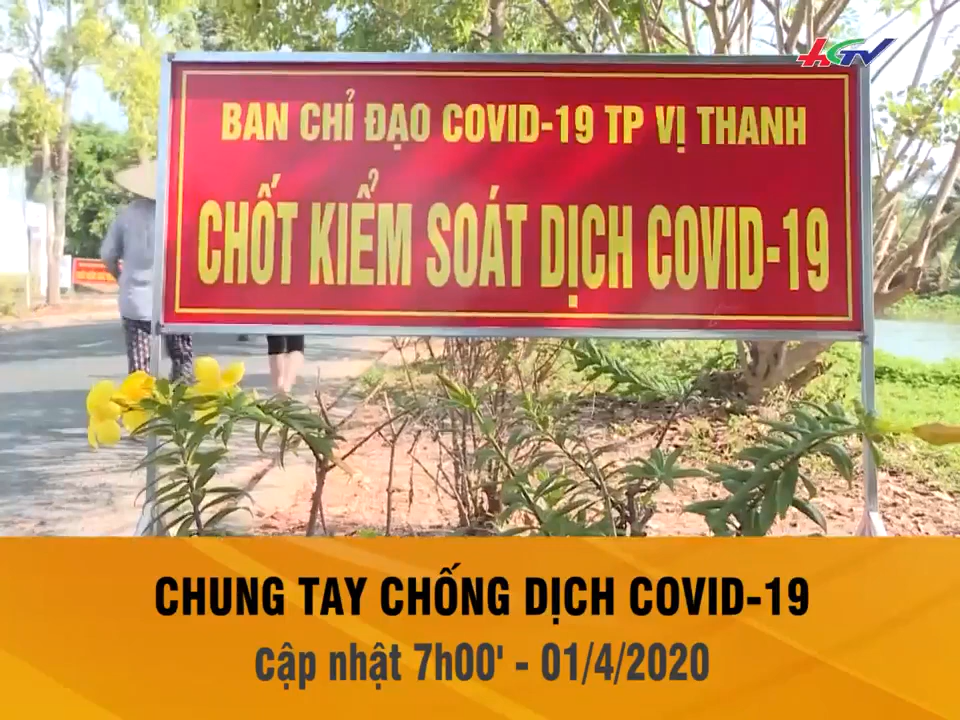 HGTV
BAN CHỈ ĐẠO COVID-19 TP VỊ THANH
CHỐT KIỂM SOÁT DỊCH COVID-19
CHUNG TAY CHỐNG DỊCH COVID-19
cập nhật 7h00' - 01/4/2020